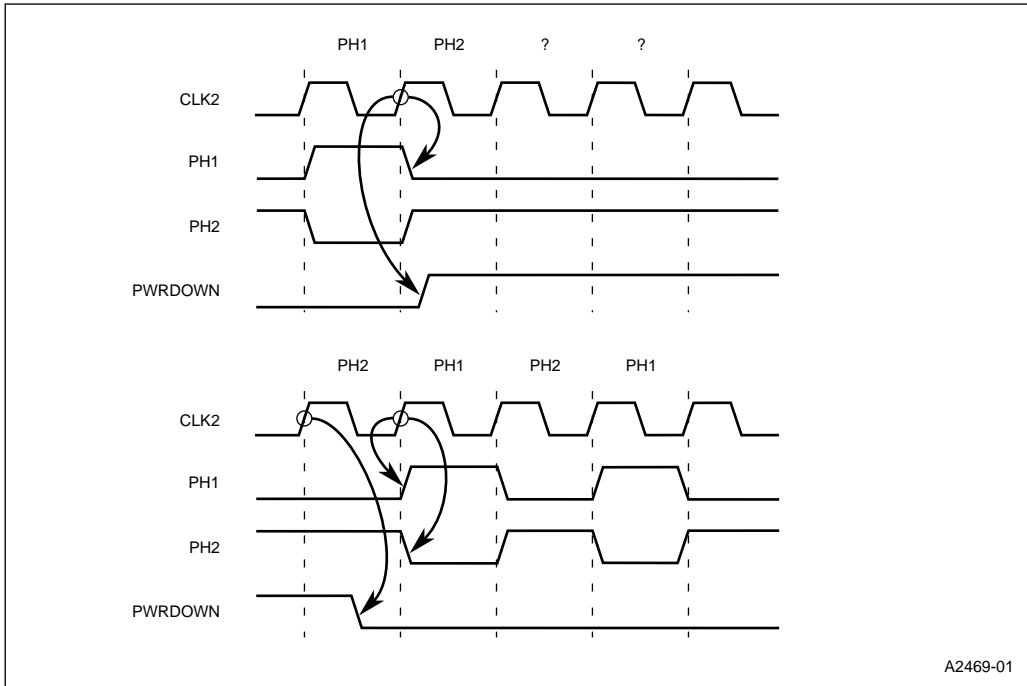 PH1 PH2 ? ?
CLK2
PH1
PH2
PWRDOWN
PH2 PH1 PH2 PH1
CLK2
PH1
PH2
PWRDOWN
A2469-01